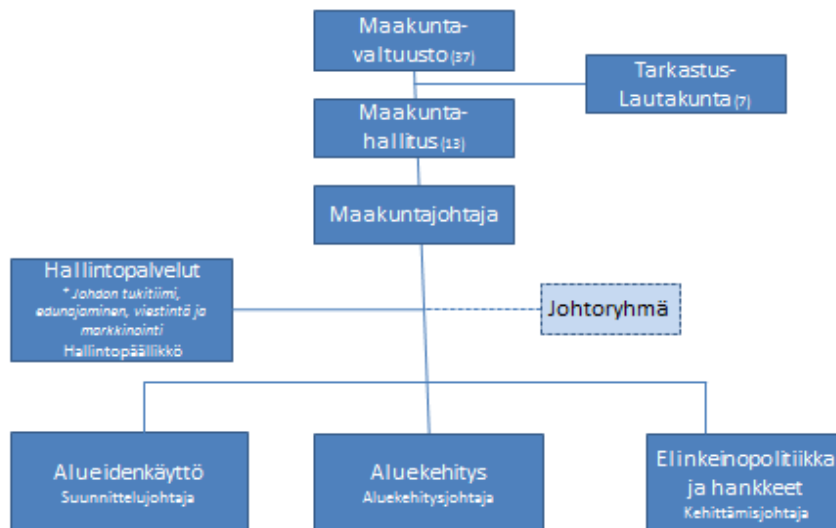 Maakunta-
valtuusto (37)
Tarkastus-
Lautakunta (7)
Maakunta-
hallitus (13)
Maakuntajohtaja
Hallintopalvelut
* Johdon tukitiimi,
edunajaminen, viestintä ja
markkinointi
Hallintopäällikkö
Johtoryhmä
Alueidenkäyttö
Suunnittelujohtaja
Aluekehitys
Aluekehitysjohtaja
Elinkeinopolitiikka
ja hankkeet
Kehittämisjohtaja